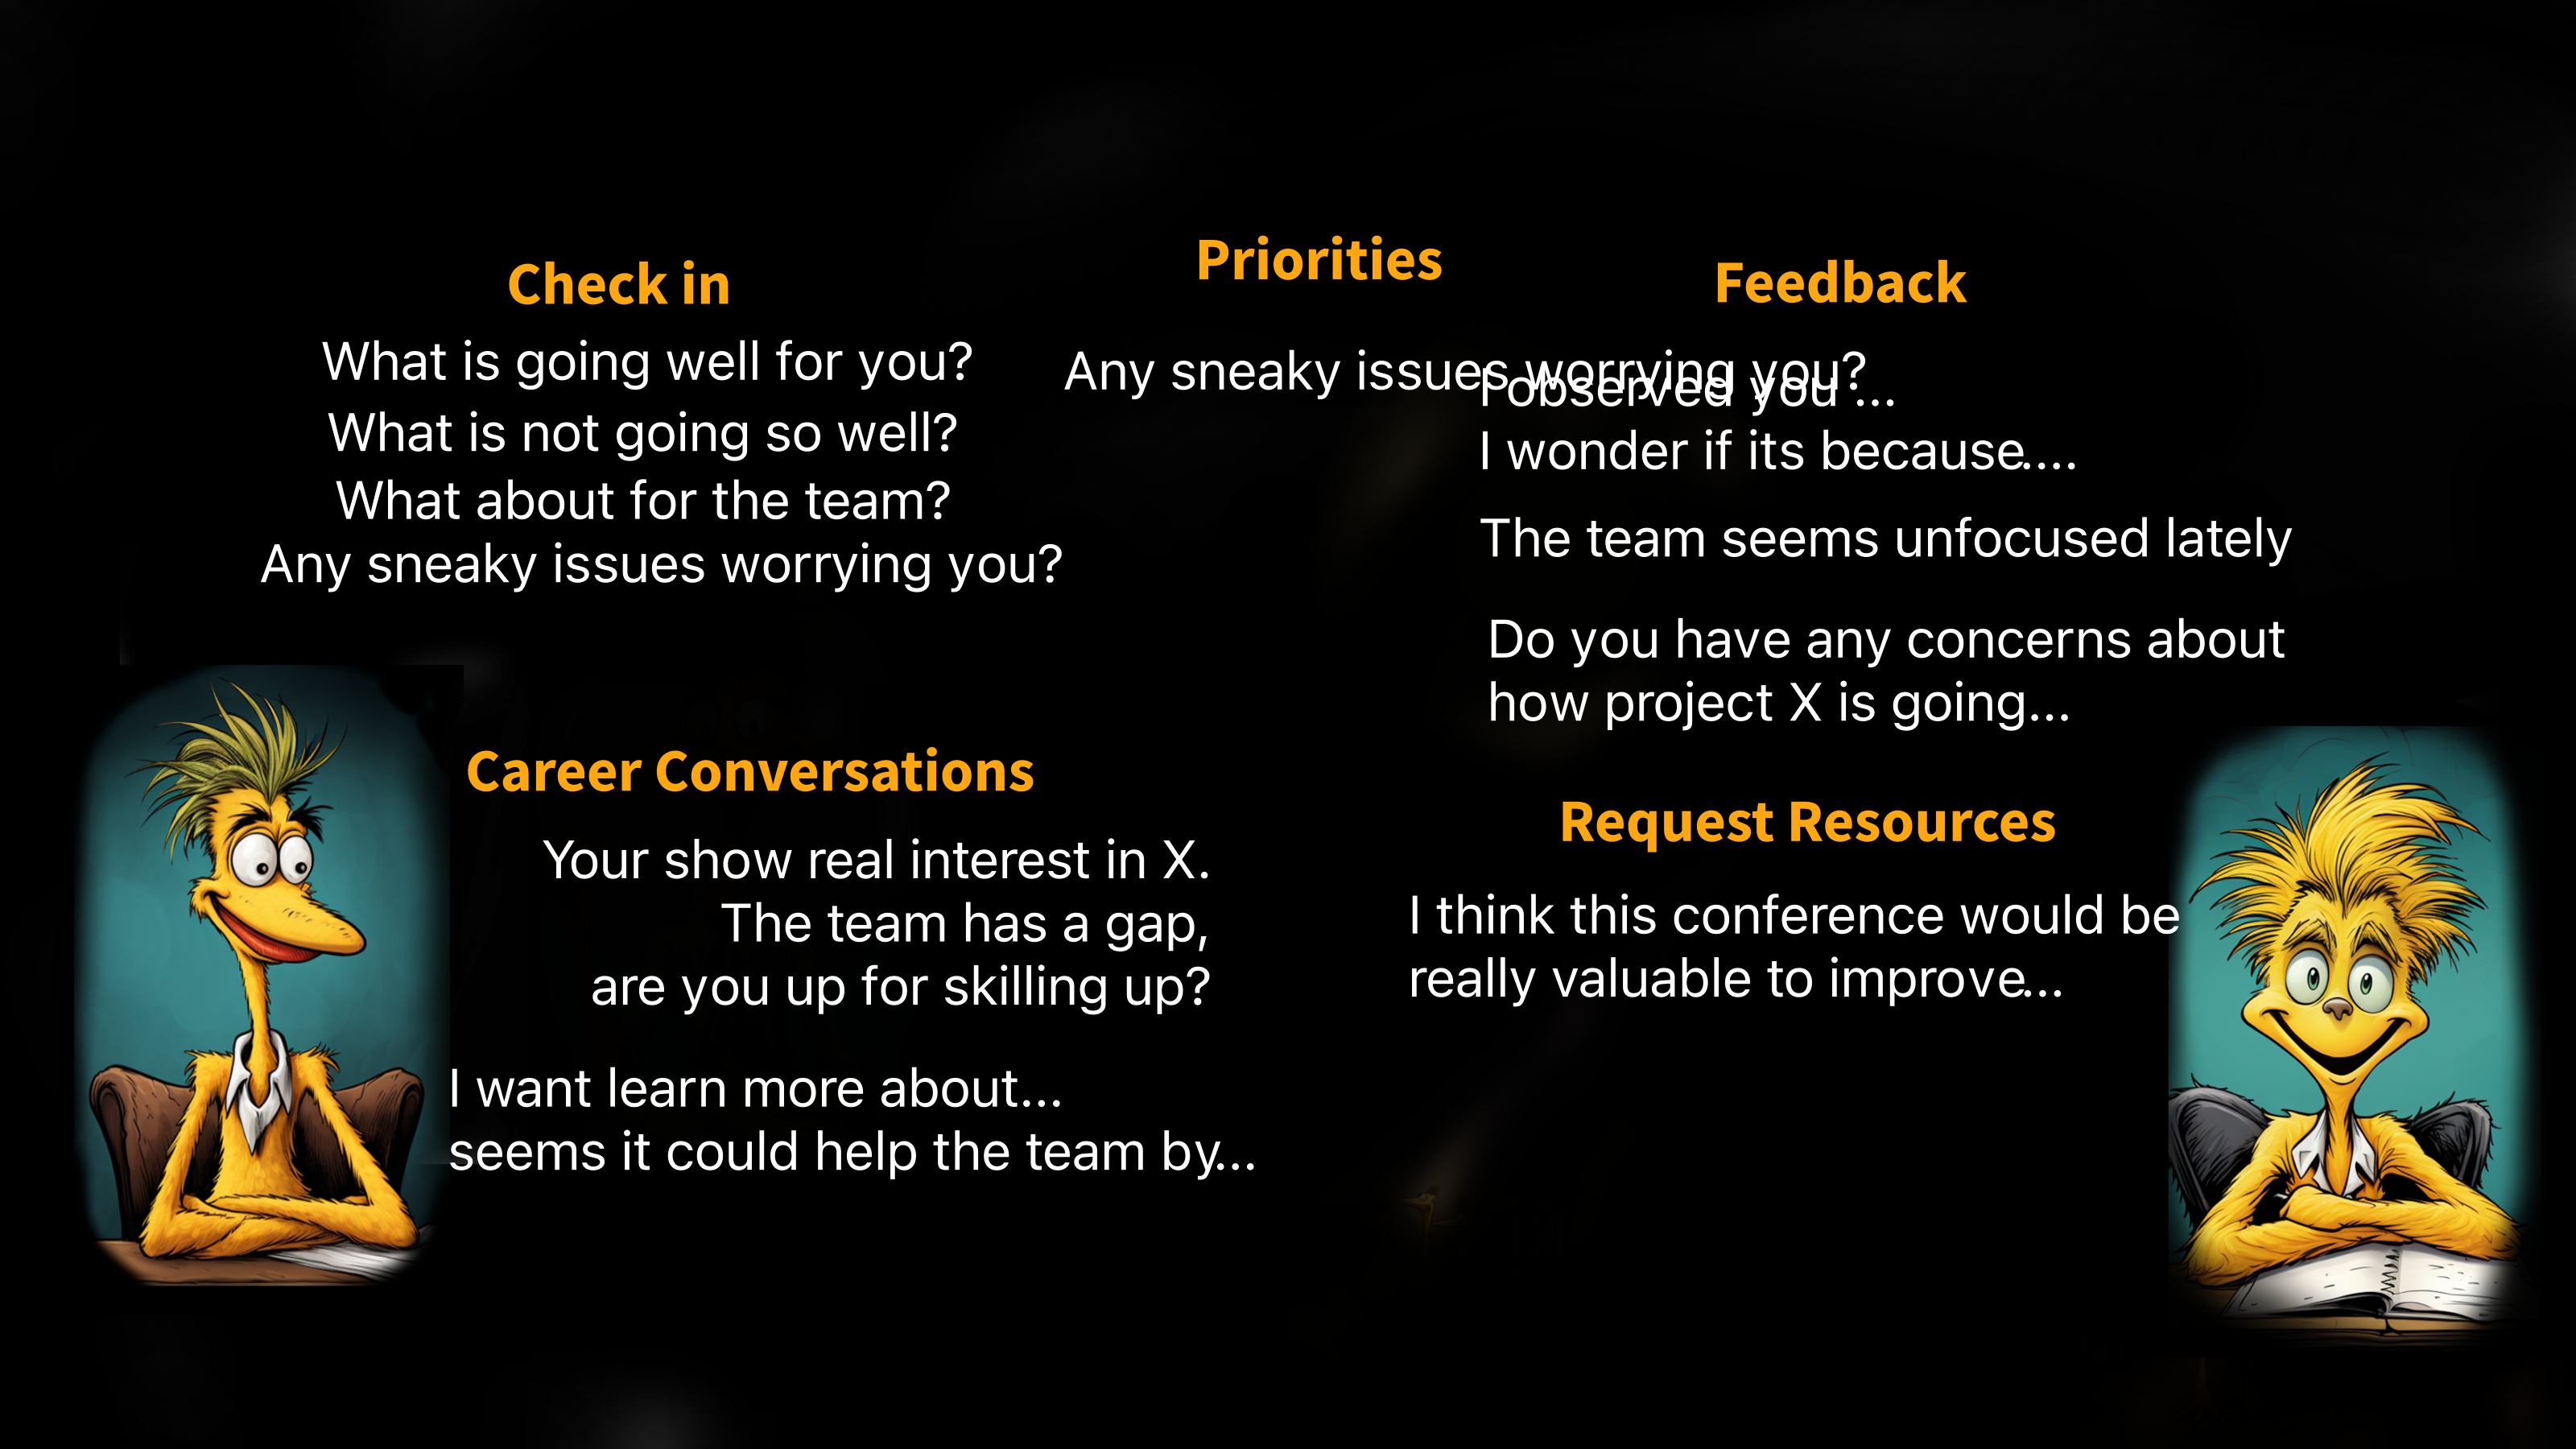 Check in
What is going well for you?
What is not going so well?
What about for the team?
Any sneaky issues worrying you?
Priorities
Any sneaky issues worrying you?
Feedback
I observed you ...
I wonder if its because....
The team seems unfocused lately
Do you have any concerns about
how project X is going...
Career Conversations
Your show real interest in X.
The team has a gap,
are you up for skilling up?
I want learn more about...
seems it could help the team by...
Request Resources
I think this conference would be
really valuable to improve...